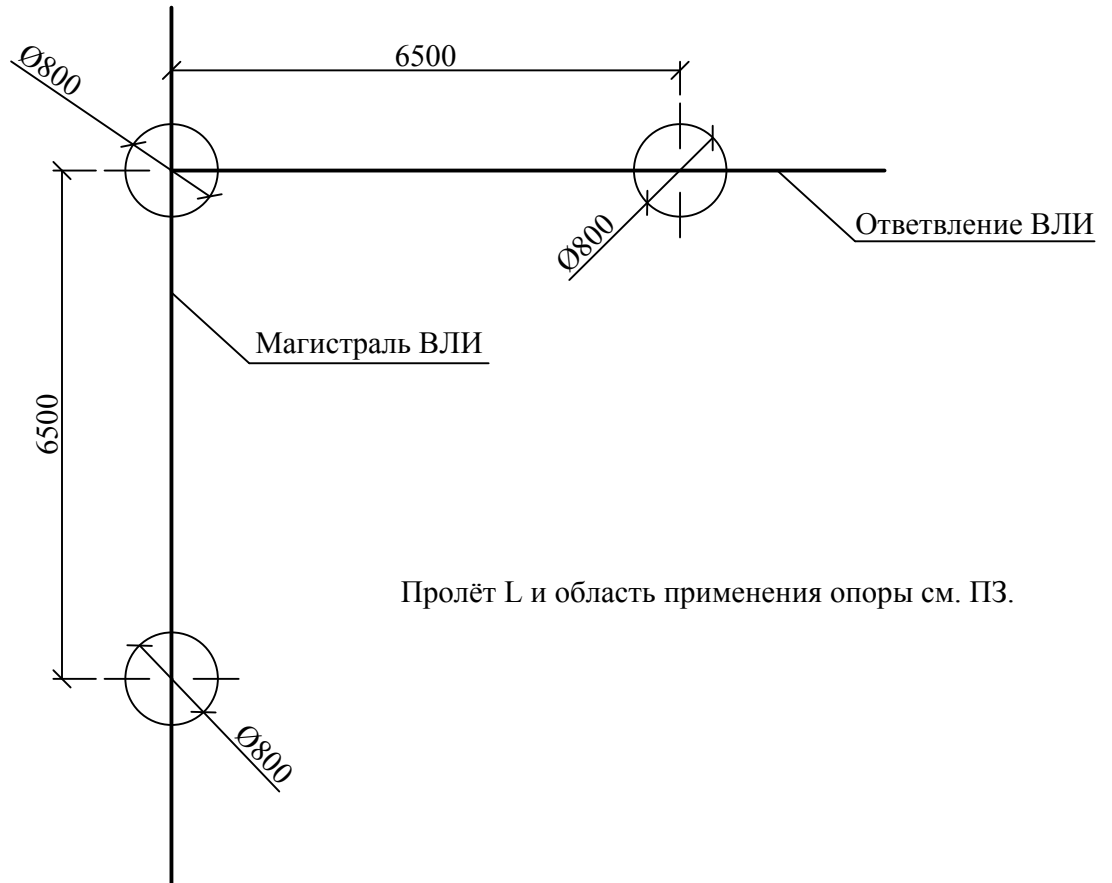 6500
Ø800
Ø800
Ответвление ВЛИ
Магистраль ВЛИ
6500
Пролёт L и область применения опоры см. ПЗ.
Ø800